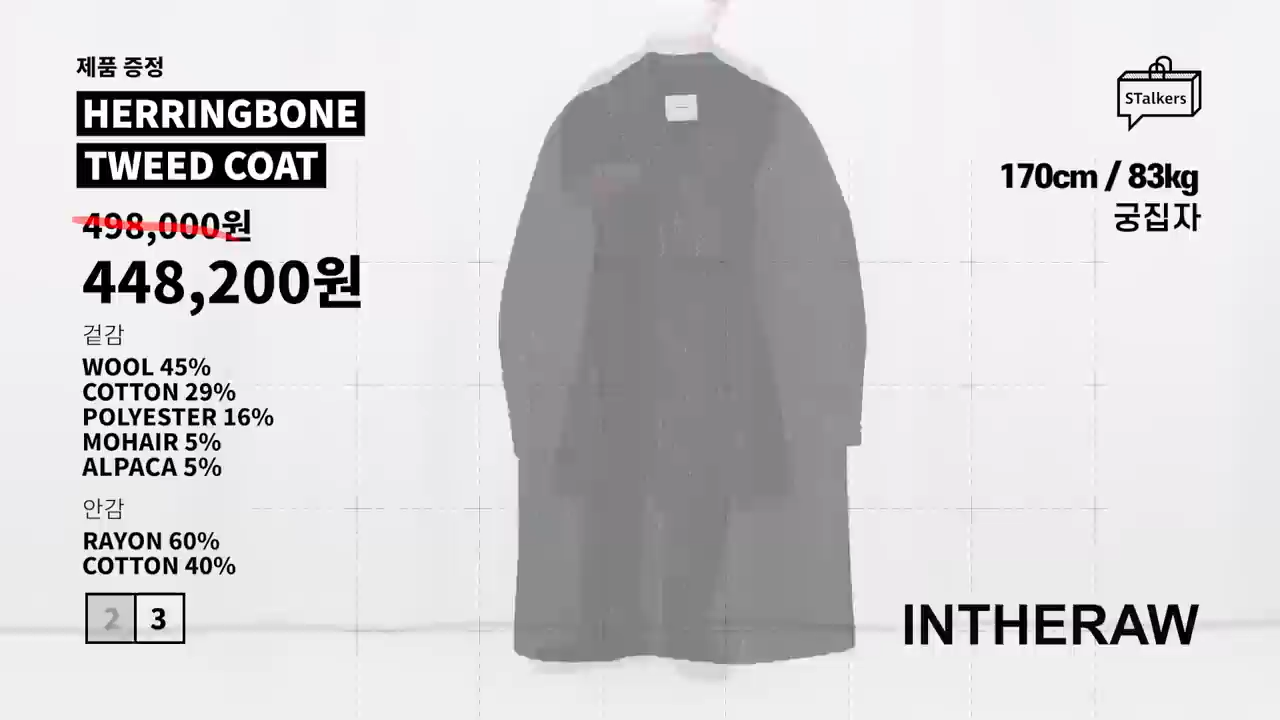 제품 증정
HERRINGBONE
TWEED COAT
498,000원
448,200원
겉감
WOOL 45%
COTTON 29%
POLYESTER 16%
MOHAIR 5%
ALPACA 5%
안감
RAYON 60%
COTTON 40%
2 3
STalkers
170cm / 83kg
궁집자
INTHERAW